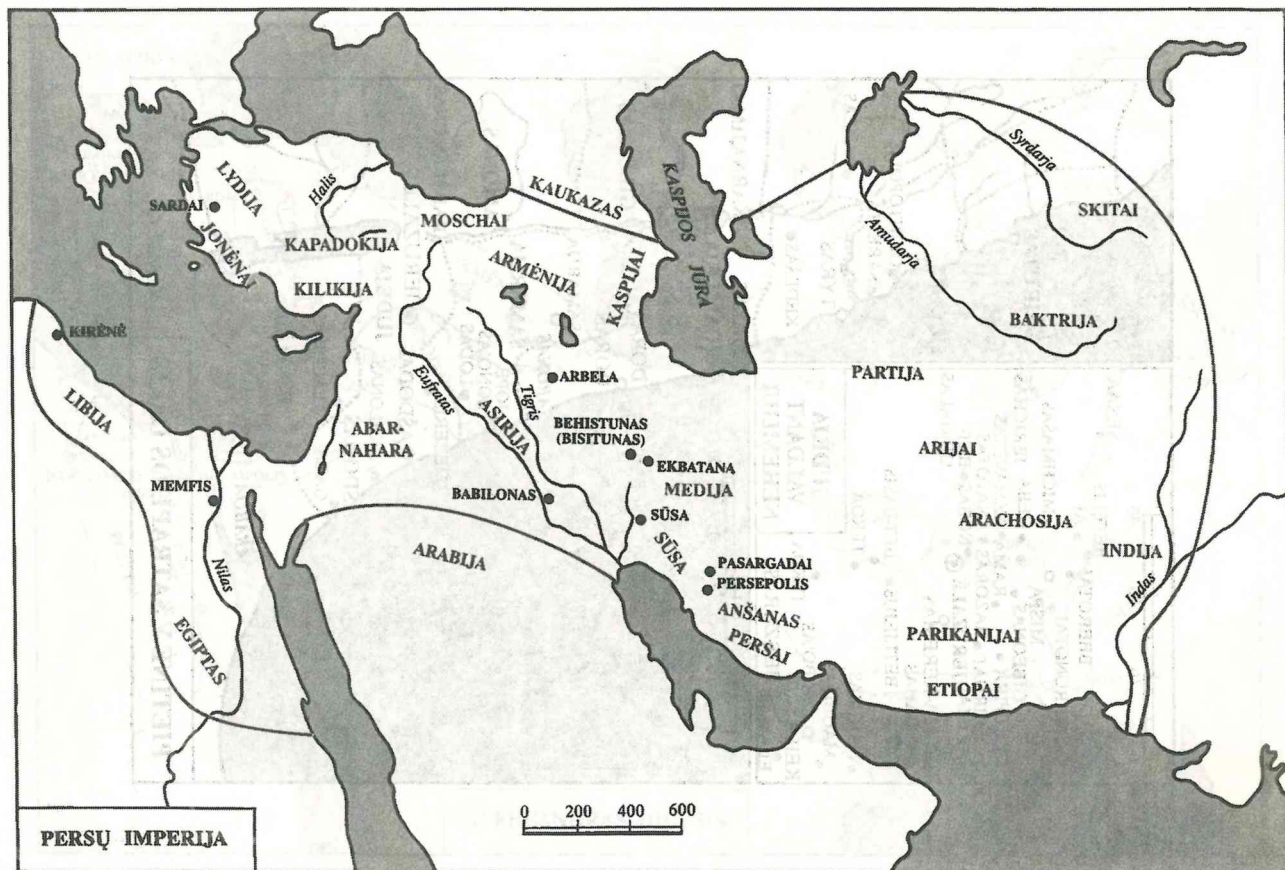 KAUKAZAS
KASPIJOS
JŪRA
Syrdarja
SKITAI
Amudarja
BAKTRIJA
LYDIJA
Halis
SARDAI
JONĖNAI
KAPADOKIJA
MOSCHAI
ARMĖNIJA
KASPIJAI
KILIKIJA
KIRĖNĖ
LIBIJA
Eufratas
Tigris
ASIRIJA
ARBELA
PARTIJA
ABAR-
NAHARA
BEHISTUNAS
(BISITUNAS)
EKBATANA
MEDIJA
ARIJAI
MEMFIS
BABILONAS
SŪSA
SŪSA
ARACHOSIJA
INDIJA
Indas
ARABIJA
PASARGADAI
PERSEPOLIS
ANŠANAS
PERŠAI
PARIKANIJAI
ETIOPAI
Nilas
EGIPTAS
0 200 400 600
PERSŲ IMPERIJA